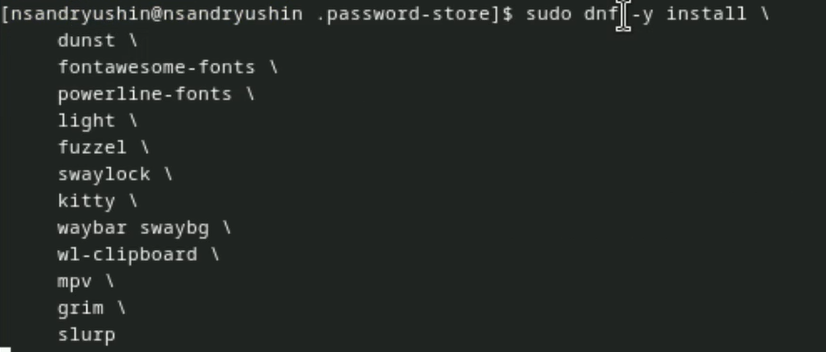 [nsandryushin@nsandryushin .password-store]$ sudo dnf -y install \
dunst \
fontawesome-fonts \
powerline-fonts \
light \
fuzzel \
swaylock \
kitty \
waybar swaybg \
wl-clipboard \
mpv \
grim \
slurp